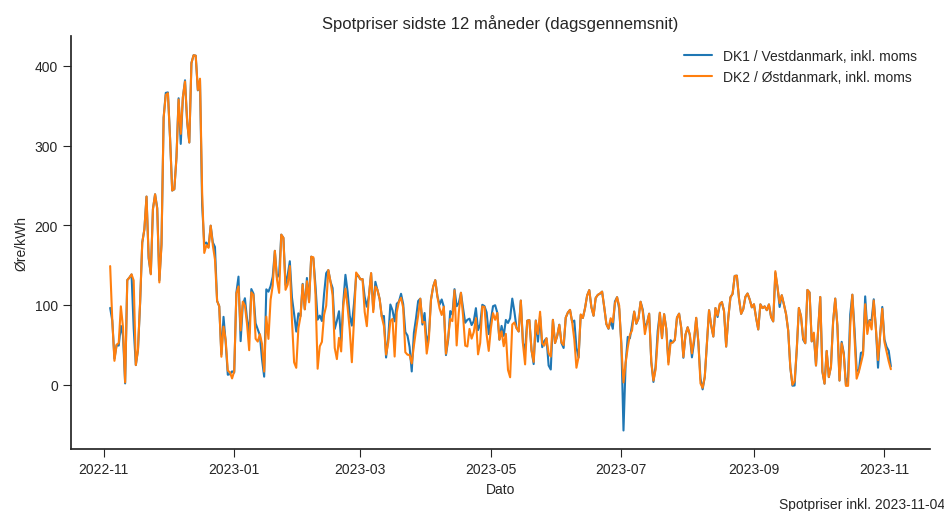 Spotpriser sidste 12 måneder (dagsgennemsnit)
DK1 / Vestdanmark, inkl. moms
DK2 / Østdanmark, inkl. moms
Øre/kWh
400
300
200
100
0
2022-11
2023-01
2023-03
2023-05
2023-07
2023-09
2023-11
Dato
Spotpriser inkl. 2023-11-04